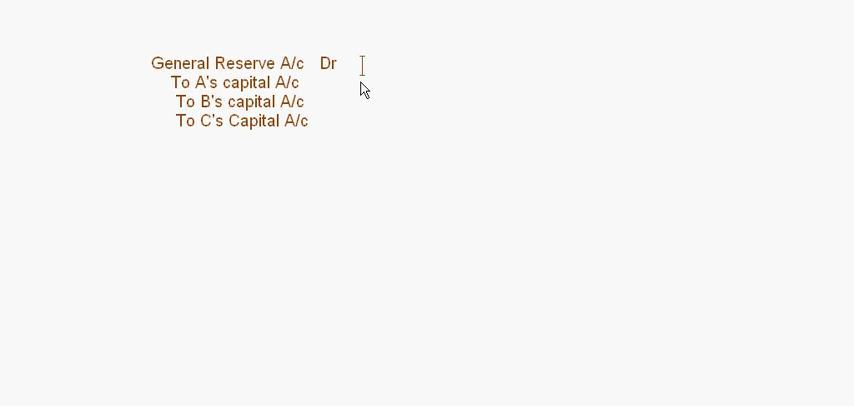 General Reserve A/c Dr
To A's capital A/c
To B's capital A/c
To C's Capital A/c